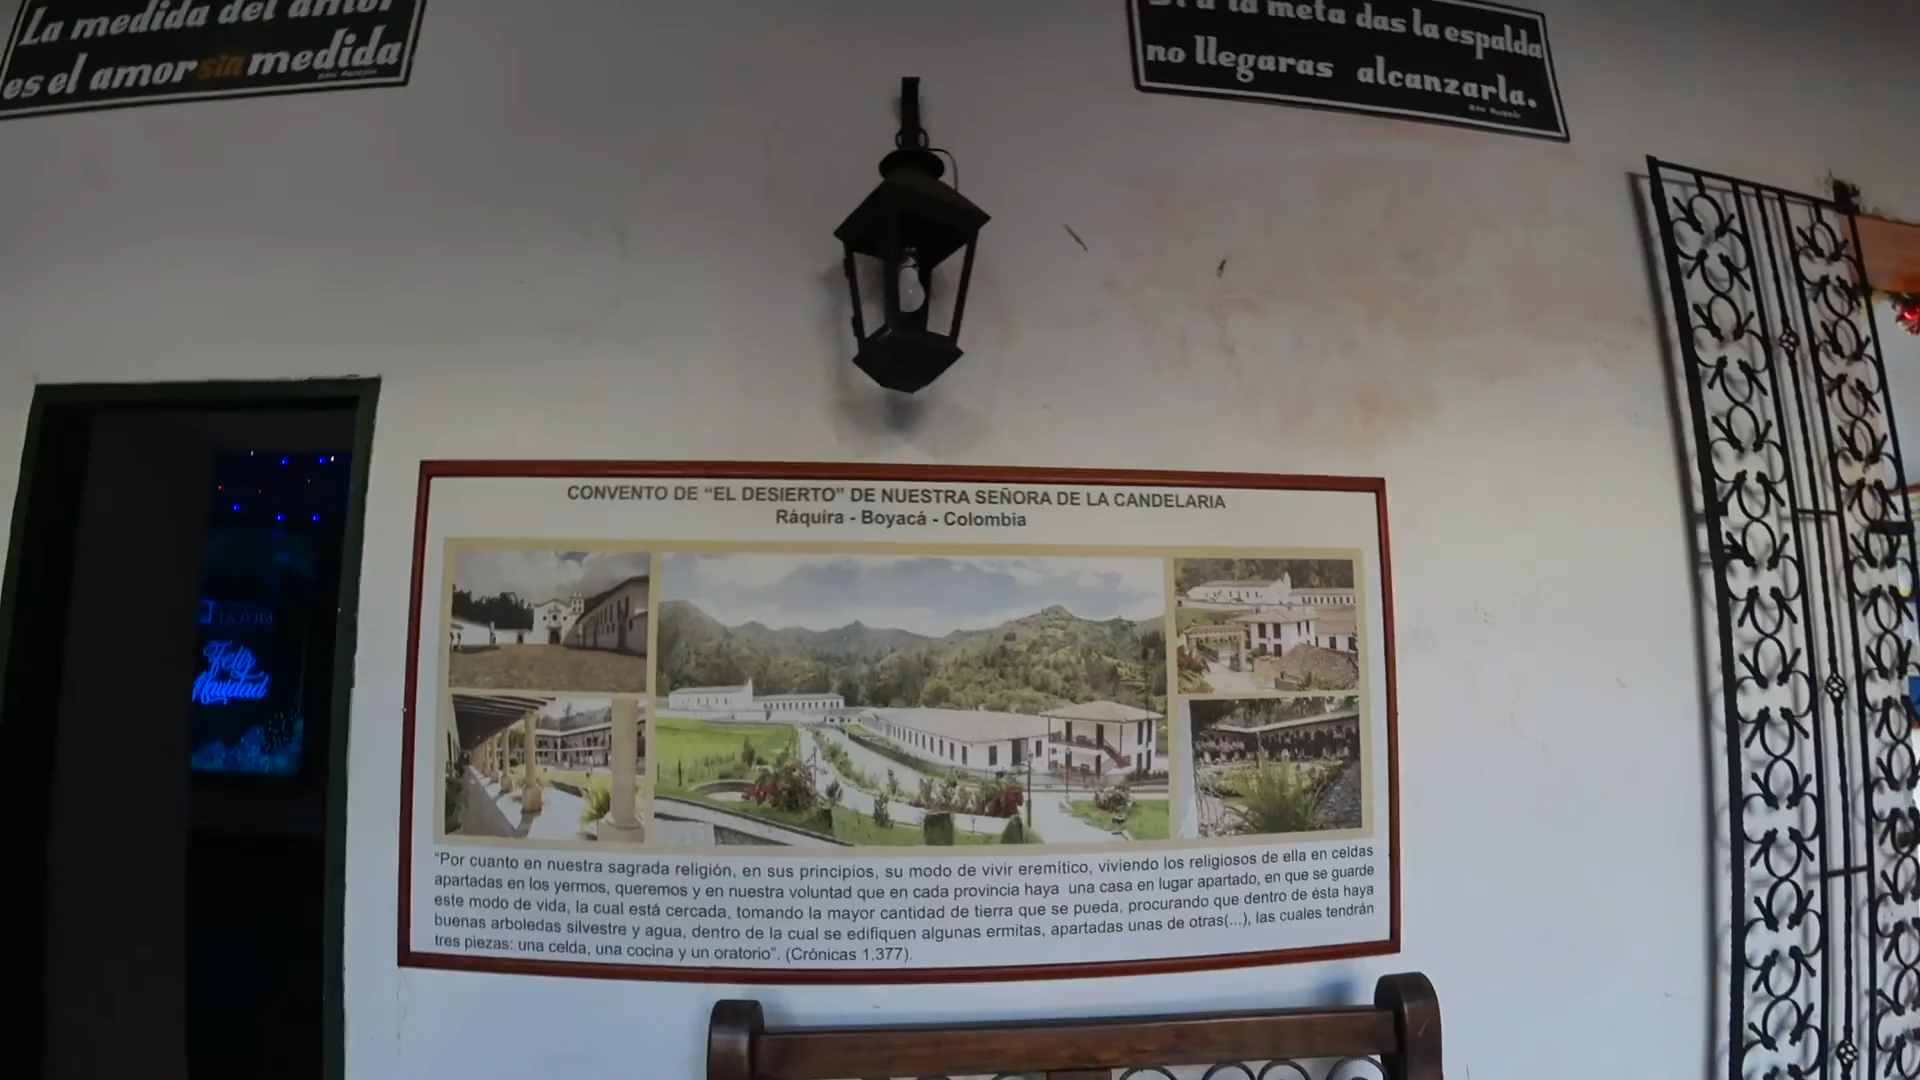 La medida del amor
es el amor sin medida
a la meta das la espalda
no llegaras alcanzarla.
CONVENTO DE “EL DESIERTO” DE NUESTRA SEÑORA DE LA CANDELARIA
Ráquira - Boyacá - Colombia
Feliz
Navidad
“Por cuanto en nuestra sagrada religión, en sus principios, su modo de vivir eremítico, viviendo los religiosos de ella en celdas
apartadas en los yermos, queremos y en nuestra voluntad que en cada provincia haya una casa en lugar apartado, en que se guarde
este modo de vida, la cual está cercada, tomando la mayor cantidad de tierra que se pueda, procurando que dentro de ésta haya
buenas arboledas silvestre y agua, dentro de la cual se edifiquen algunas ermitas, apartadas unas de otras(...), las cuales tendrán
tres piezas: una celda, una cocina y un oratorio”. (Crónicas 1,377).